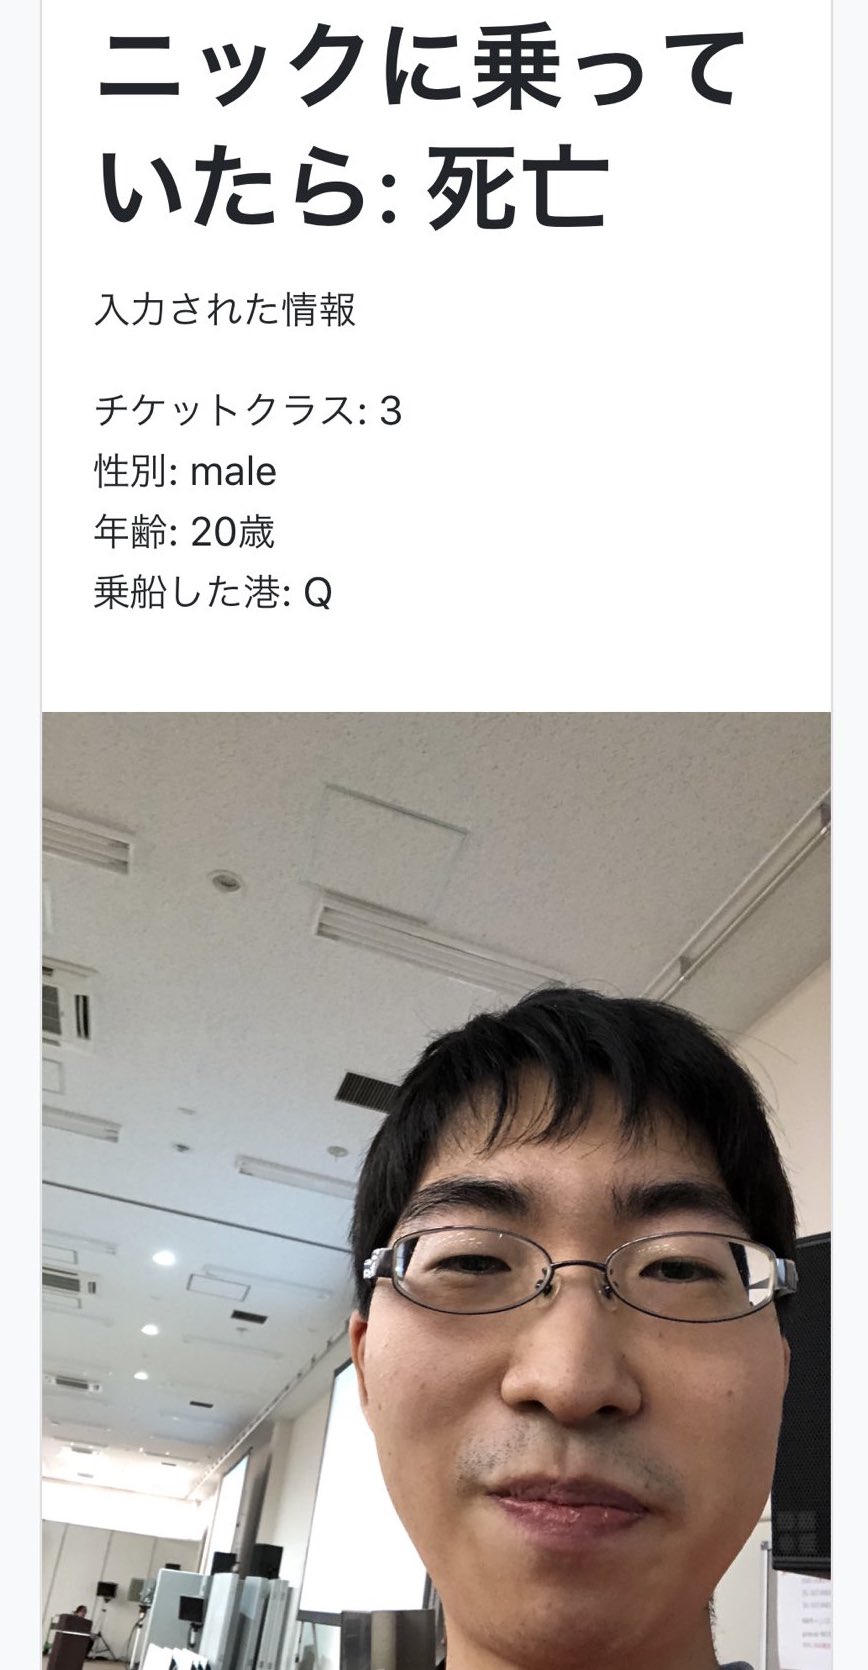 ニックに乗って
いたら: 死亡
入力された情報
チケットクラス: 3
性別: male
年齢: 20歳
乗船した港: Q